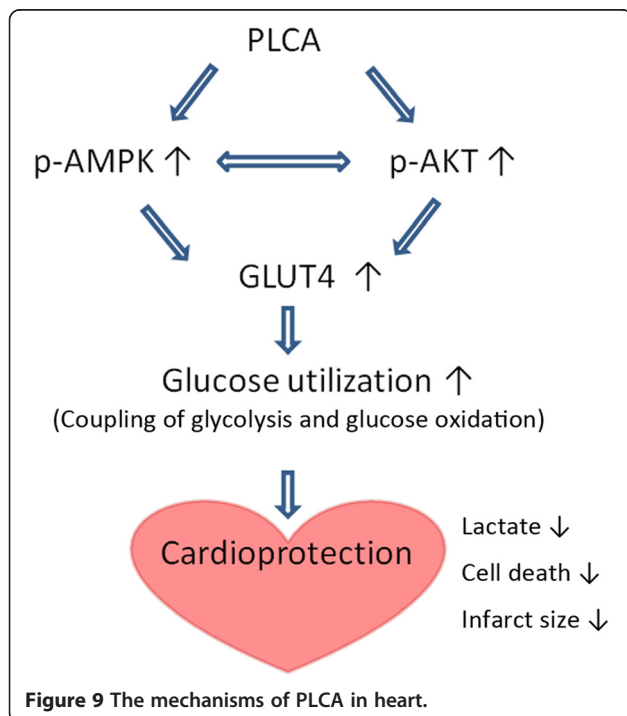 PLCA
p-AMPK ↑ p-AKT ↑
GLUT4 ↑
Glucose utilization ↑
(Coupling of glycolysis and glucose oxidation)
Cardioprotection
Lactate ↓
Cell death ↓
Infarct size ↓
Figure 9 The mechanisms of PLCA in heart.